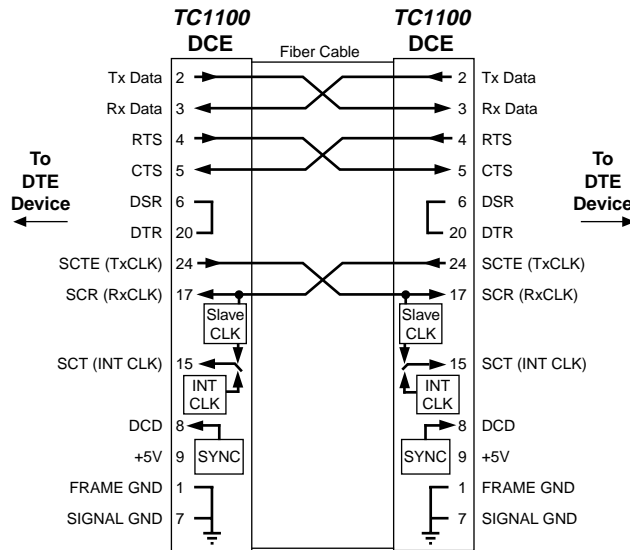 TC1100 TC1100
DCE DCE
Fiber Cable
Tx Data 2 2 Tx Data
Rx Data 3 3 Rx Data
RTS 4 4 RTS
CTS 5 5 CTS
To DTE Device
To DTE Device
DSR 6 6 DSR
DTR 20 20 DTR
SCTE (TxCLK) 24 24 SCTE (TxCLK)
SCR (RxCLK) 17 17 SCR (RxCLK)
Slave CLK Slave CLK
SCT (INT CLK) 15 15 SCT (INT CLK)
INT CLK INT CLK
DCD 8 8 DCD
+5V 9 SYNC SYNC 9 +5V
FRAME GND 1 1 FRAME GND
SIGNAL GND 7 7 SIGNAL GND